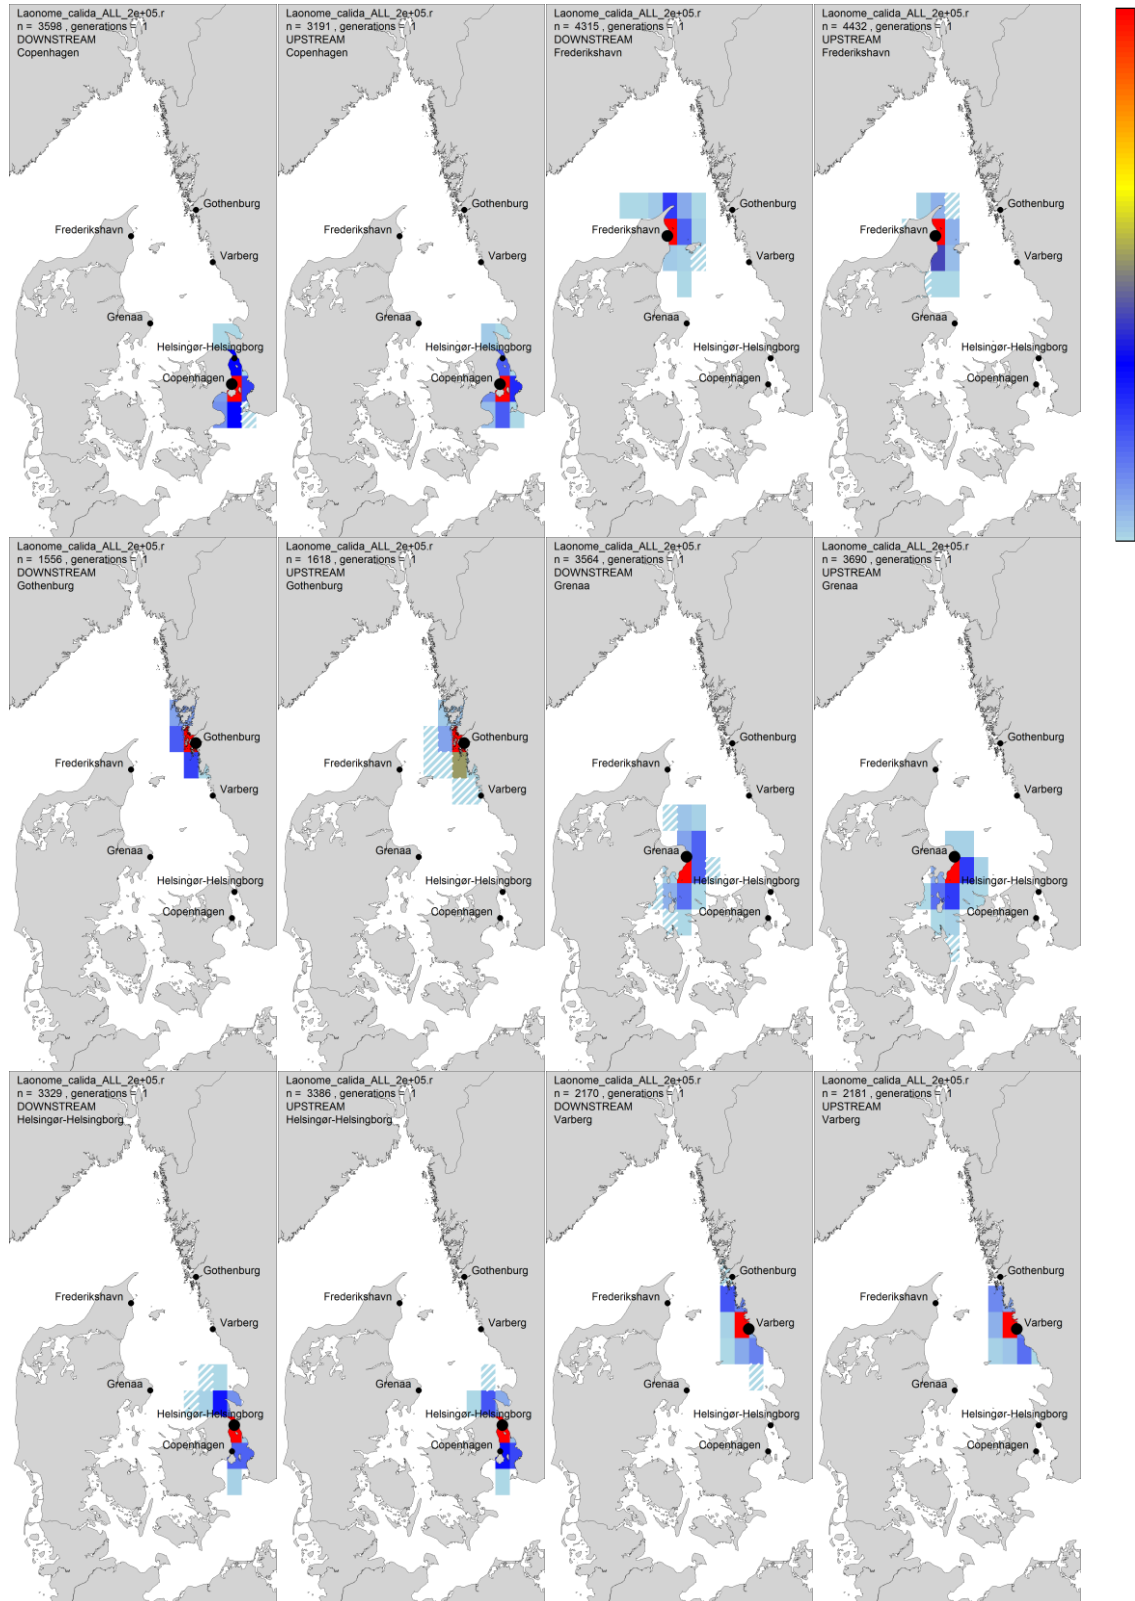 Laonome_calida_ALL_2e+05.r
n = 3598 , generations = 1
DOWNSTREAM
Copenhagen
Gothenburg
Frederikshavn
Varberg
Grenaa
Helsingør-Helsingborg
Copenhagen
Laonome_calida_ALL_2e+05.r
n = 3191 , generations = 1
UPSTREAM
Copenhagen
Gothenburg
Frederikshavn
Varberg
Grenaa
Helsingør-Helsingborg
Copenhagen
Laonome_calida_ALL_2e+05.r
n = 4315 , generations = 1
DOWNSTREAM
Frederikshavn
Gothenburg
Frederikshavn
Varberg
Grenaa
Helsingør-Helsingborg
Copenhagen
Laonome_calida_ALL_2e+05.r
n = 4432 , generations = 1
UPSTREAM
Frederikshavn
Gothenburg
Frederikshavn
Varberg
Grenaa
Helsingør-Helsingborg
Copenhagen
Laonome_calida_ALL_2e+05.r
n = 1556 , generations = 1
DOWNSTREAM
Gothenburg
Gothenburg
Frederikshavn
Varberg
Grenaa
Helsingør-Helsingborg
Copenhagen
Laonome_calida_ALL_2e+05.r
n = 1618 , generations = 1
UPSTREAM
Gothenburg
Gothenburg
Frederikshavn
Varberg
Grenaa
Helsingør-Helsingborg
Copenhagen
Laonome_calida_ALL_2e+05.r
n = 3564 , generations = 1
DOWNSTREAM
Grenaa
Gothenburg
Frederikshavn
Varberg
Grenaa
Helsingør-Helsingborg
Copenhagen
Laonome_calida_ALL_2e+05.r
n = 3690 , generations = 1
UPSTREAM
Grenaa
Gothenburg
Frederikshavn
Varberg
Grenaa
Helsingør-Helsingborg
Copenhagen
Laonome_calida_ALL_2e+05.r
n = 3329 , generations = 1
DOWNSTREAM
Helsingør-Helsingborg
Gothenburg
Frederikshavn
Varberg
Grenaa
Helsingør-Helsingborg
Copenhagen
Laonome_calida_ALL_2e+05.r
n = 3386 , generations = 1
UPSTREAM
Helsingør-Helsingborg
Gothenburg
Frederikshavn
Varberg
Grenaa
Helsingør-Helsingborg
Copenhagen
Laonome_calida_ALL_2e+05.r
n = 2170 , generations = 1
DOWNSTREAM
Varberg
Gothenburg
Frederikshavn
Varberg
Grenaa
Helsingør-Helsingborg
Copenhagen
Laonome_calida_ALL_2e+05.r
n = 2181 , generations = 1
UPSTREAM
Varberg
Gothenburg
Frederikshavn
Varberg
Grenaa
Helsingør-Helsingborg
Copenhagen